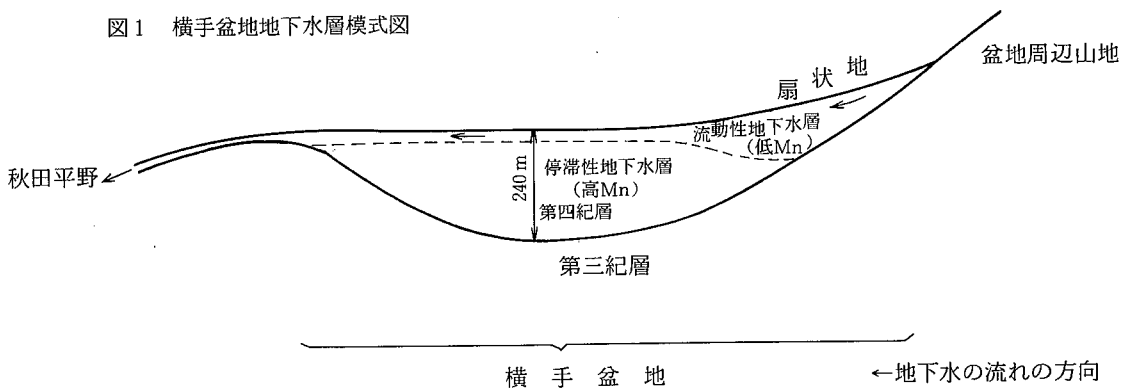 図1 横手盆地地下水層模式図
盆地周辺山地
扇状地
流動性地下水層
(低Mn)
停滞性地下水層
(高Mn)
240m
第四紀層
秋田平野
第三紀層
横手盆地
←地下水の流れの方向